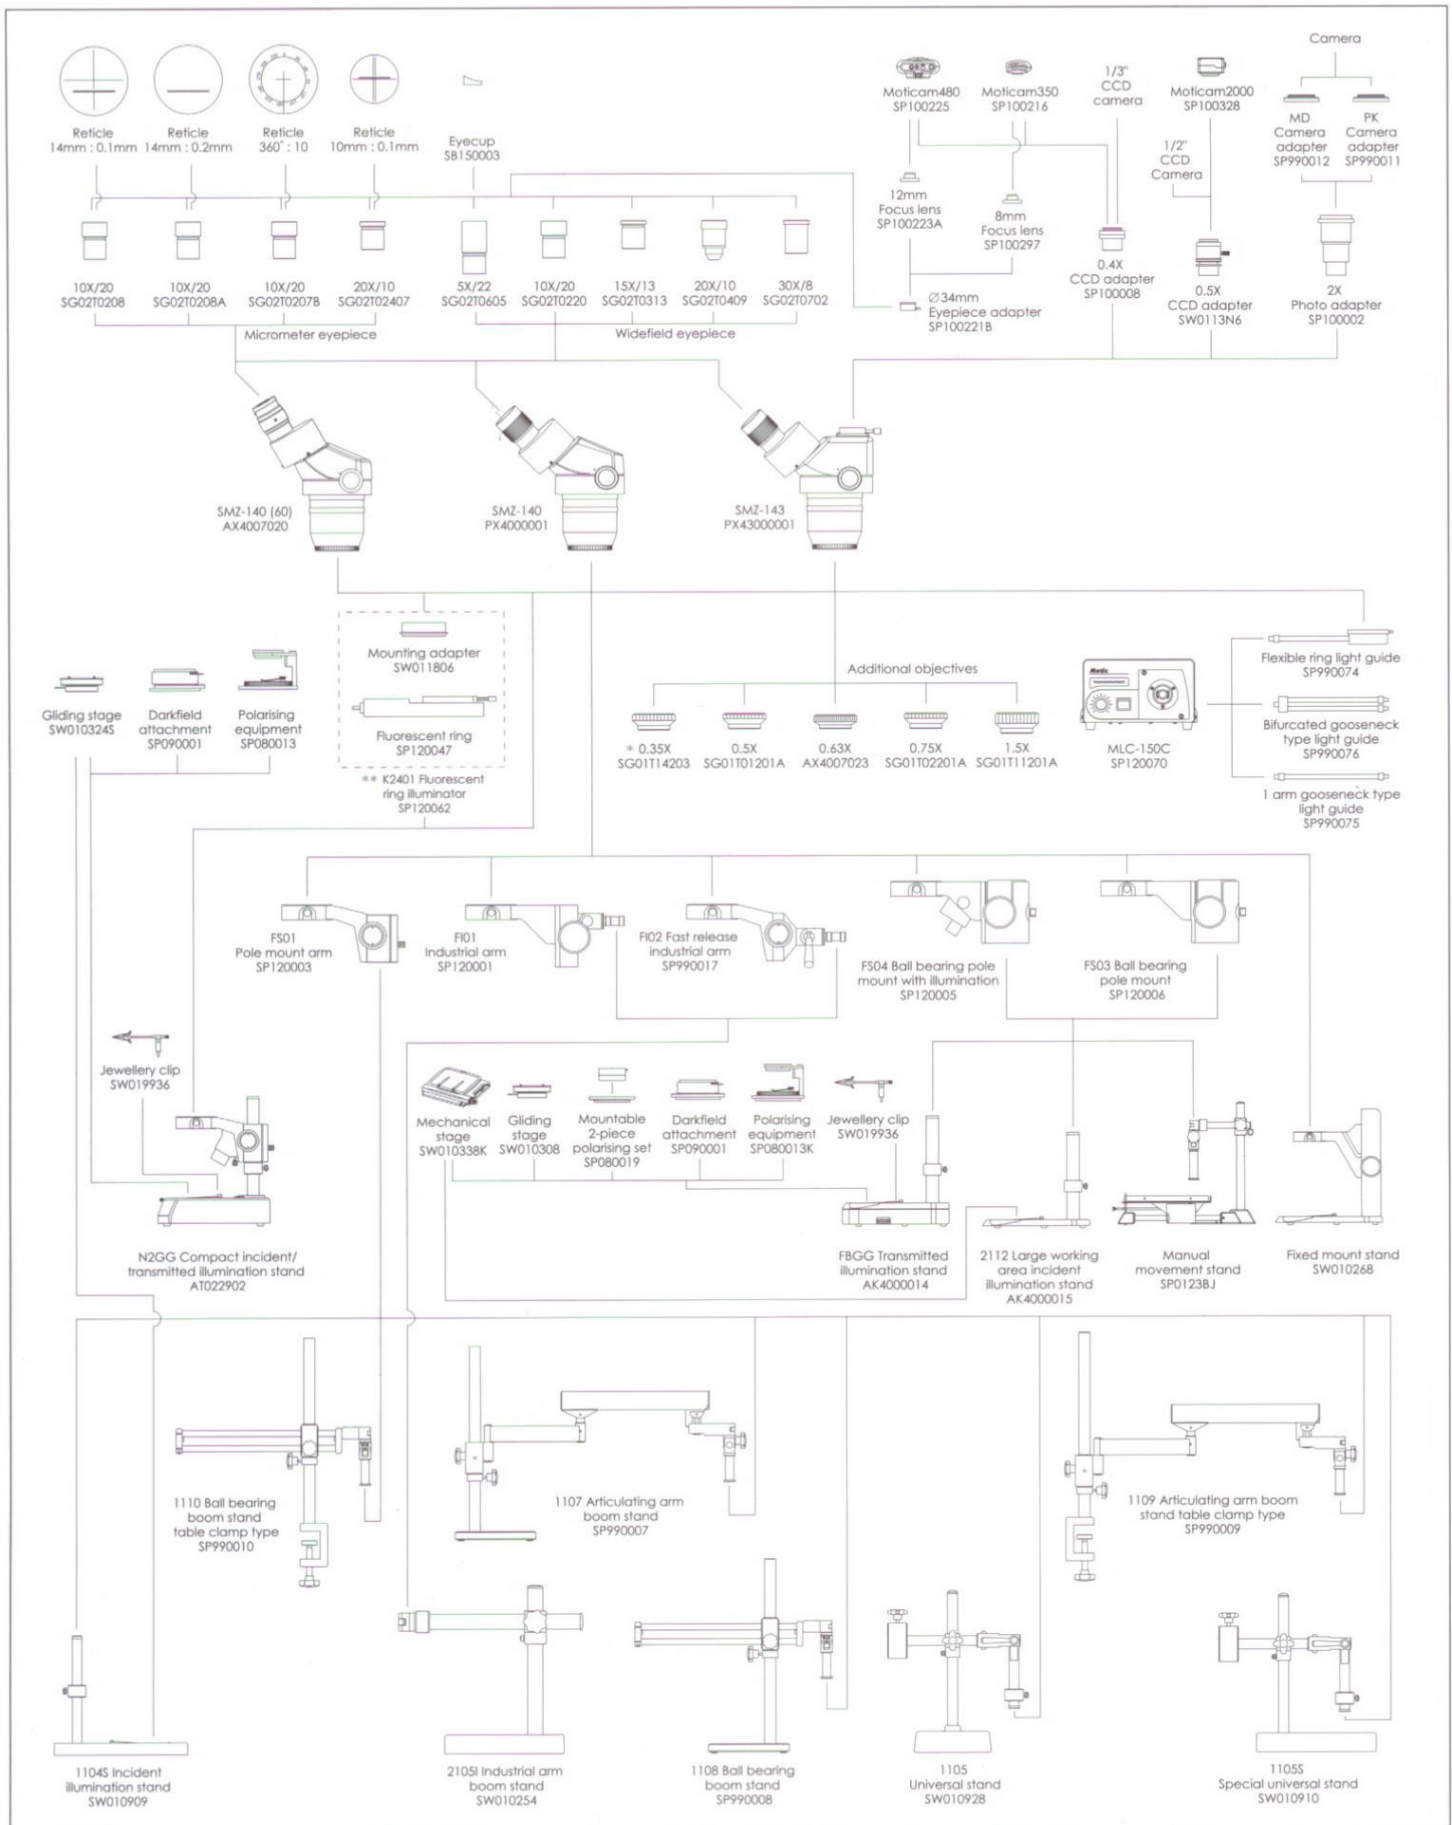 Camera
Moticam480
SP100225
Moticam350
SP100216
1/3"
CCD
camera
Moticam2000
SP100328
MD
Camera
adapter
SP990012
PK
Camera
adapter
SP990011
Reticle
14mm : 0.1mm
Reticle
14mm : 0.2mm
Reticle
360° : 10
Reticle
10mm : 0.1mm
Eyecup
SB150003
1/2"
CCD
Camera
12mm
Focus lens
SP100223A
8mm
Focus lens
SP100297
10X/20
SG02T0208
10X/20
SG02T0208A
10X/20
SG02T0207B
20X/10
SG02T02407
5X/22
SG02T0605
10X/20
SG02T0220
15X/13
SG02T0313
20X/10
SG02T0409
30X/8
SG02T0702
Ø34mm
Eyepiece adapter
SP100221B
0.4X
CCD adapter
SP100008
0.5X
CCD adapter
SW0113N6
2X
Photo adapter
SP100002
Micrometer eyepiece
Widefield eyepiece
SMZ-140 (60)
AX4007020
SMZ-140
PX4000001
SMZ-143
PX43000001
Mounting adapter
SW011806
Fluorescent ring
SP120047
** K2401 Fluorescent
ring illuminator
SP120062
Gliding stage
SW010324S
Darkfield
attachment
SP090001
Polarising
equipment
SP080013
Additional objectives
* 0.35X
SG01T14203
0.5X
SG01T01201A
0.63X
AX4007023
0.75X
SG01T02201A
1.5X
SG01T11201A
Motic
MLC-150C
SP120070
Flexible ring light guide
SP990074
Bifurcated gooseneck
type light guide
SP990076
1 arm gooseneck type
light guide
SP990075
FS01
Pole mount arm
SP120003
FI01
Industrial arm
SP120001
FI02 Fast release
industrial arm
SP990017
FS04 Ball bearing pole
mount with illumination
SP120005
FS03 Ball bearing
pole mount
SP120006
Jewellery clip
SW019936
Mechanical
stage
SW010338K
Gliding
stage
SW010308
Mountable
2-piece
polarising set
SP080019
Darkfield
attachment
SP090001
Polarising
equipment
SP080013K
Jewellery clip
SW019936
N2GG Compact incident/
transmitted illumination stand
AT022902
FBGG Transmitted
illumination stand
AK4000014
2112 Large working
area incident
illumination stand
AK4000015
Manual
movement stand
SP0123BJ
Fixed mount stand
SW010268
1110 Ball bearing
boom stand
table clamp type
SP990010
1107 Articulating arm
boom stand
SP990007
1109 Articulating arm boom
stand table clamp type
SP990009
1104S Incident
illumination stand
SW010909
2105I Industrial arm
boom stand
SW010254
1108 Ball bearing
boom stand
SP990008
1105
Universal stand
SW010928
1105S
Special universal stand
SW010910